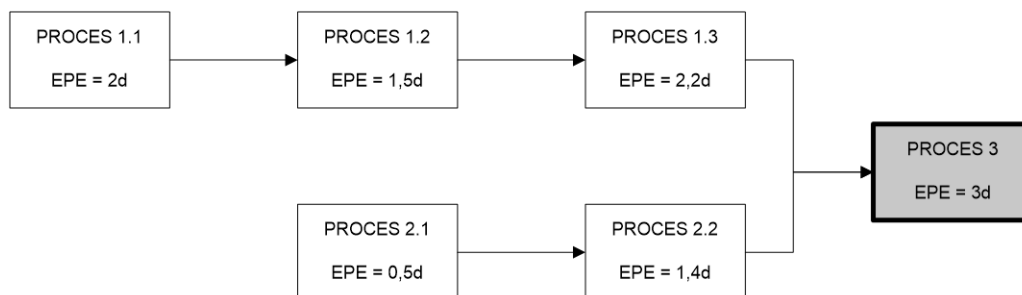 PROCES 1.1
EPE = 2d
PROCES 1.2
EPE = 1,5d
PROCES 1.3
EPE = 2,2d
PROCES 3
EPE = 3d
PROCES 2.1
EPE = 0,5d
PROCES 2.2
EPE = 1,4d